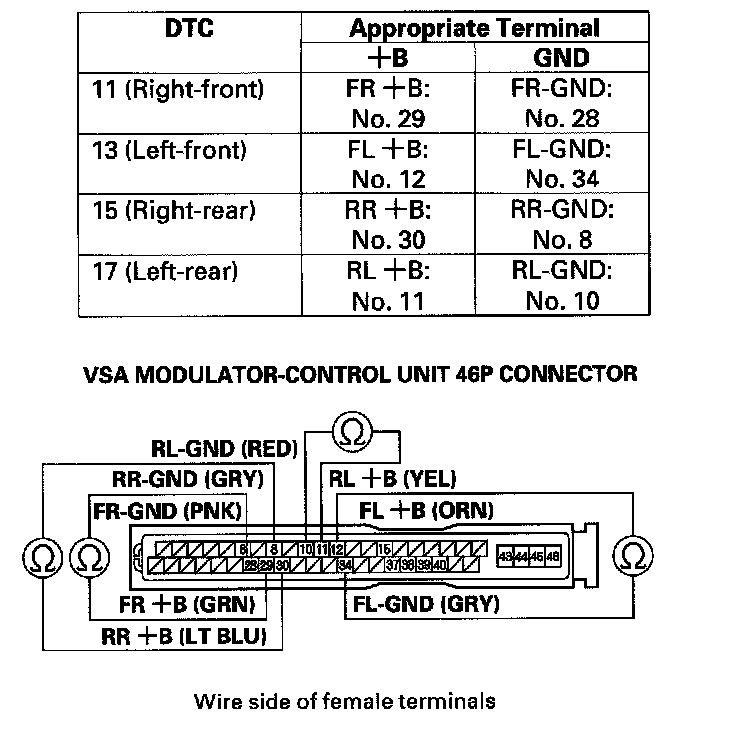 DTC Appropriate Terminal
+B GND
11 (Right-front) FR +B: FR-GND:
No. 29 No. 28
13 (Left-front) FL +B: FL-GND:
No. 12 No. 34
15 (Right-rear) RR +B: RR-GND:
No. 30 No. 8
17 (Left-rear) RL +B: RL-GND:
No. 11 No. 10
VSA MODULATOR-CONTROL UNIT 46P CONNECTOR
Ω
RL-GND (RED)
RR-GND (GRY) RL +B (YEL)
FR-GND (PNK) FL +B (ORN)
6 8 10 11 12 15
43 44 45 46
Ω Ω Ω
28 29 30 34 37 38 39 40
FR +B (GRN) FL-GND (GRY)
RR +B (LT BLU)
Wire side of female terminals